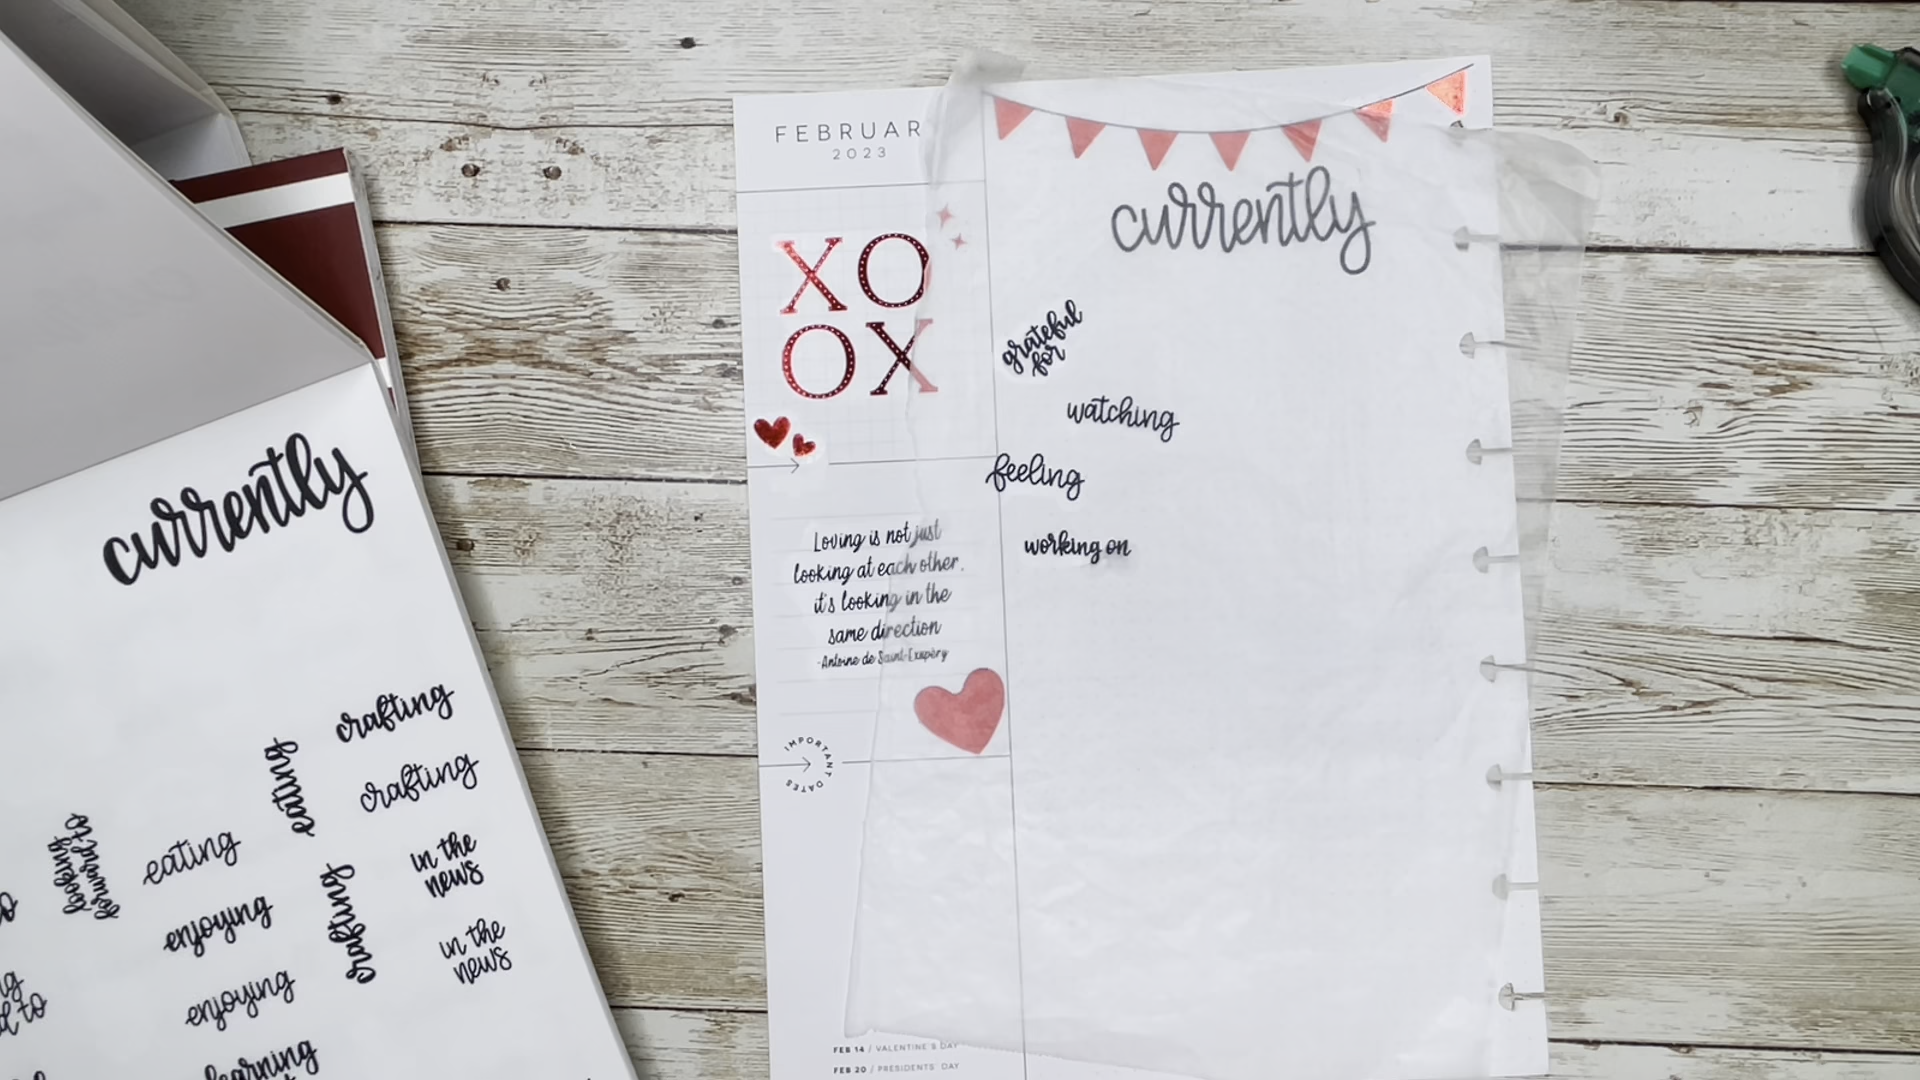 currently
crafting
eating
crafting
looking
forward to
eating
in the
news
enjoying
crafting
in the
news
enjoying
FEBRUAR
2023
XO
OX
Loving is not just
looking at each other,
it's looking in the
same direction
-Antoine de Saint-Exupéry
IMPORTANT DATES
FEB 14 / VALENTINE'S DAY
FEB 20 / PRESIDENTS' DAY
currently
grateful
for
watching
feeling
working on